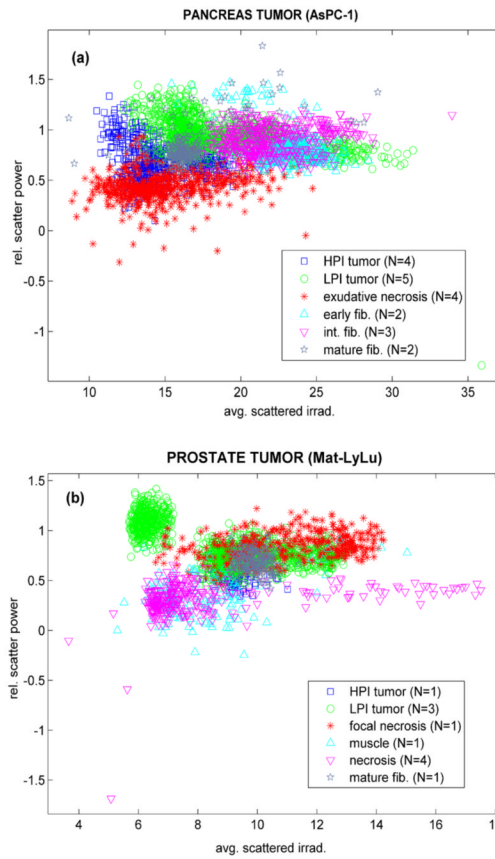 PANCREAS TUMOR (AsPC-1)
(a)
1.5
1
0.5
0
-0.5
-1
rel. scatter power
HPI tumor (N=4)
LPI tumor (N=5)
exudative necrosis (N=4)
early fib. (N=2)
int. fib. (N=3)
mature fib. (N=2)
10 15 20 25 30 35
avg. scattered irrad.
PROSTATE TUMOR (Mat-LyLu)
(b)
1.5
1
0.5
0
-0.5
-1
-1.5
rel. scatter power
HPI tumor (N=1)
LPI tumor (N=3)
focal necrosis (N=1)
muscle (N=1)
necrosis (N=4)
mature fib. (N=1)
4 6 8 10 12 14 16
avg. scattered irrad.